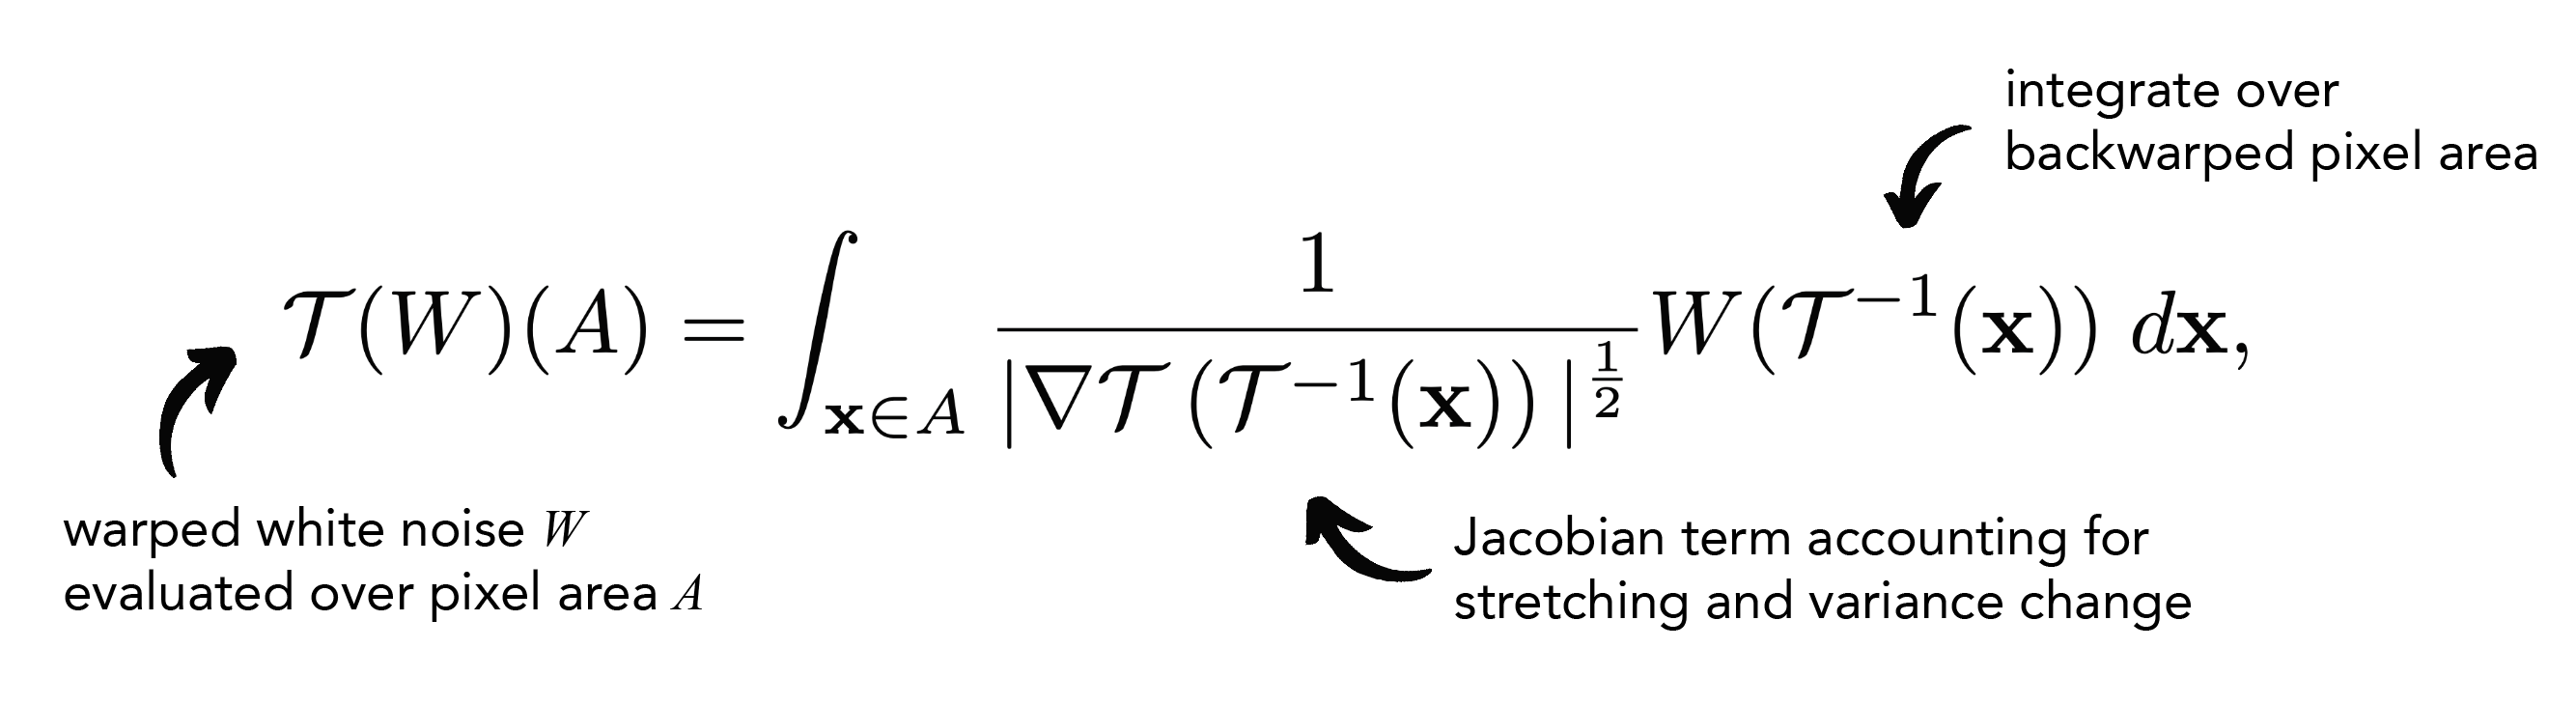 integrate over
backwarped pixel area
$\mathcal{T}(W)(A) = \int_{\mathbf{x} \in A} \frac{1}{|\nabla \mathcal{T}(\mathcal{T}^{-1}(\mathbf{x}))|^{\frac{1}{2}}} W(\mathcal{T}^{-1}(\mathbf{x})) \, d\mathbf{x},$
warped white noise W
evaluated over pixel area A
Jacobian term accounting for
stretching and variance change